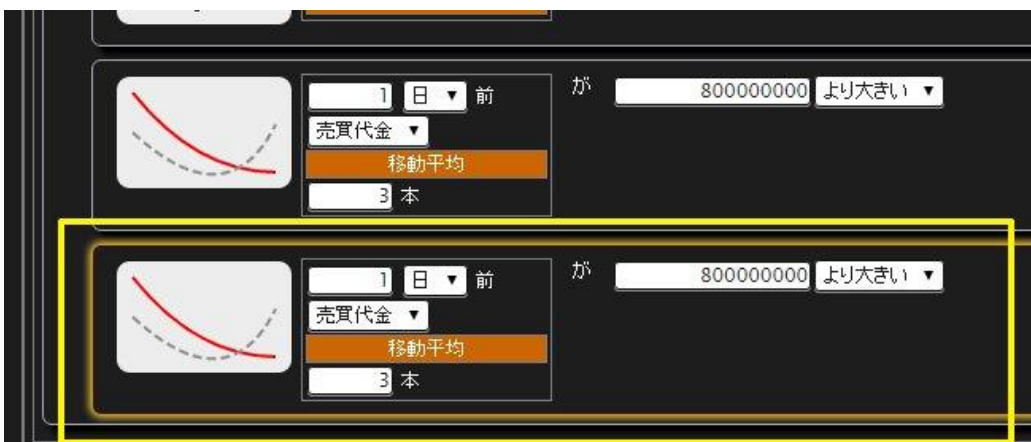 1 日 ▼ 前 が 800000000 より大きい ▼
売買代金 ▼
移動平均
3 本
1 日 ▼ 前 が 800000000 より大きい ▼
売買代金 ▼
移動平均
3 本